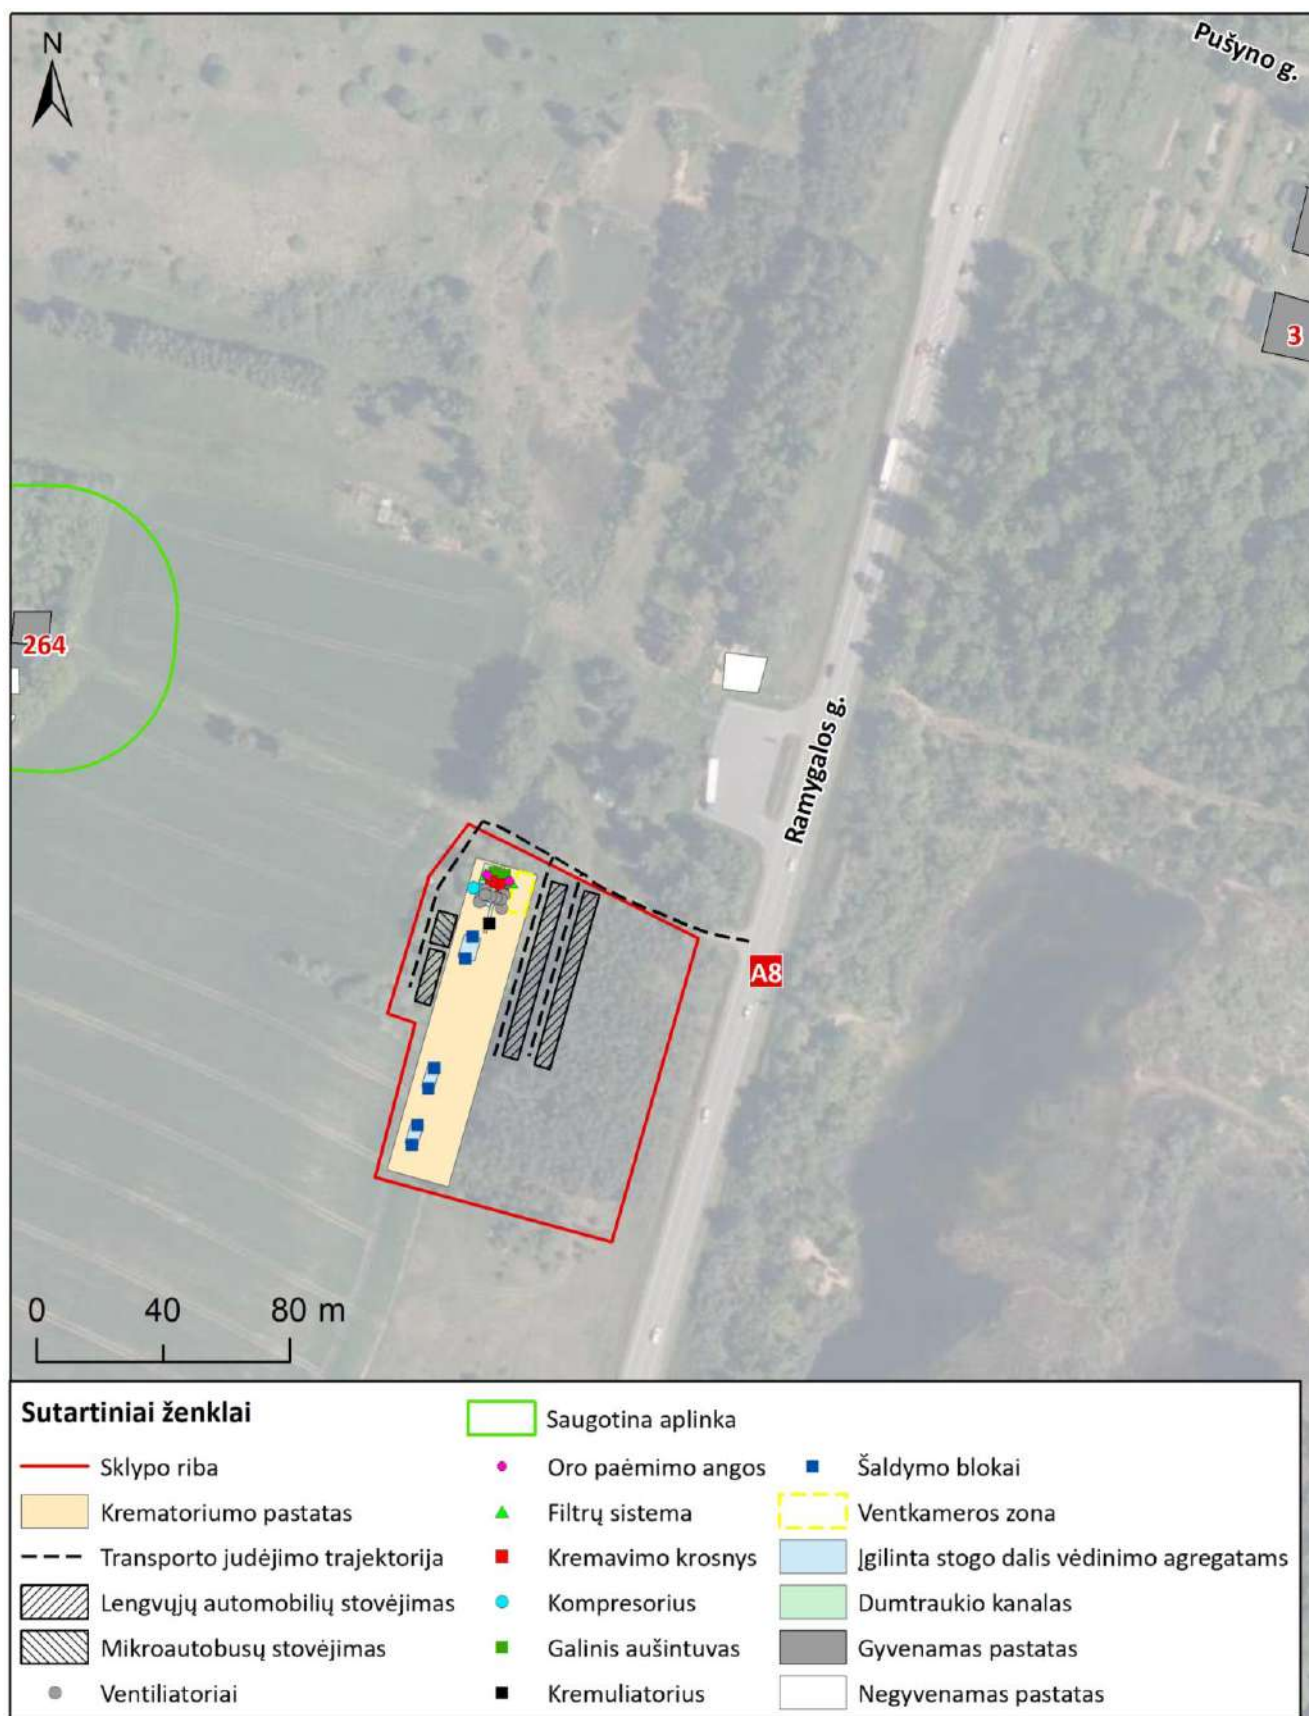 N
Pušyno g.
3
264
Ramygalos g.
A8
0 40 80 m
Sutartiniai ženklai
Saugotina aplinka
Sklypo riba
Oro paėmimo angos
Šaldymo blokai
Krematoriumo pastatas
Filtrų sistema
Ventkameros zona
Transporto judėjimo trajektorija
Kremavimo krosnys
Įgilinta stogo dalis vėdinimo agregatams
Lengvųjų automobilių stovėjimas
Kompresorius
Dumtraukio kanalas
Mikroautobusų stovėjimas
Galinis aušintuvas
Gyvenamas pastatas
Ventiliatoriai
Kremuliatorius
Negyvenamas pastatas